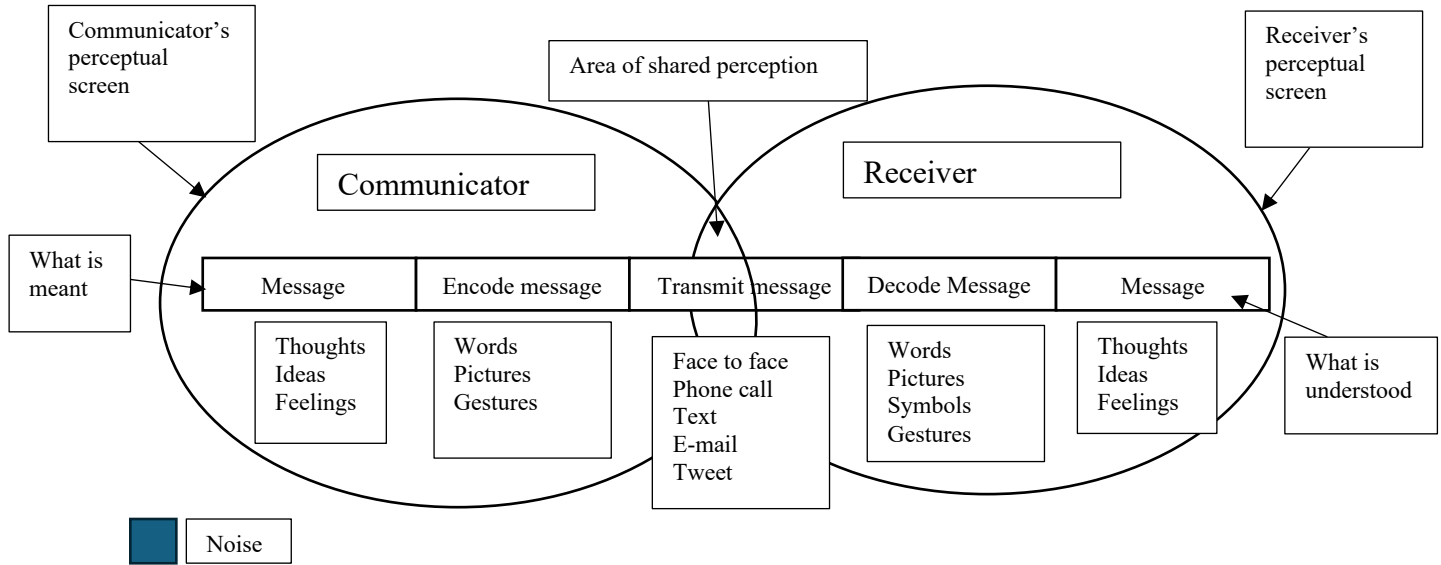 Communicator’s
perceptual
screen
Area of shared perception
Receiver’s
perceptual
screen
Communicator
Receiver
What is
meant
Message
Encode message
Transmit message
Decode Message
Message
Thoughts
Ideas
Feelings
Words
Pictures
Gestures
Face to face
Phone call
Text
E-mail
Tweet
Words
Pictures
Symbols
Gestures
Thoughts
Ideas
Feelings
What is
understood
Noise